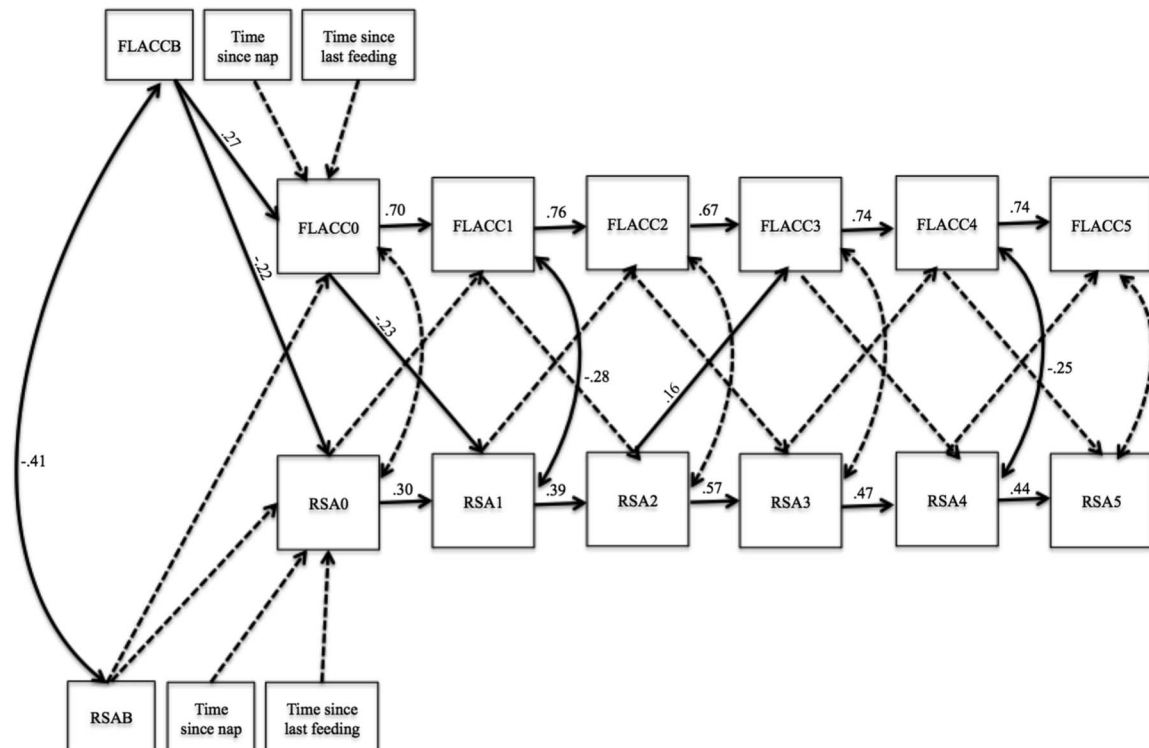 FLACCB
Time
since nap
Time since
last feeding
.27
-.22
FLACC0
.70
FLACC1
.76
FLACC2
.67
FLACC3
.74
FLACC4
.74
FLACC5
-.23
-.28
.16
-.25
-.41
RSA0
.30
RSA1
.39
RSA2
.57
RSA3
.47
RSA4
.44
RSA5
RSAB
Time
since nap
Time since
last feeding